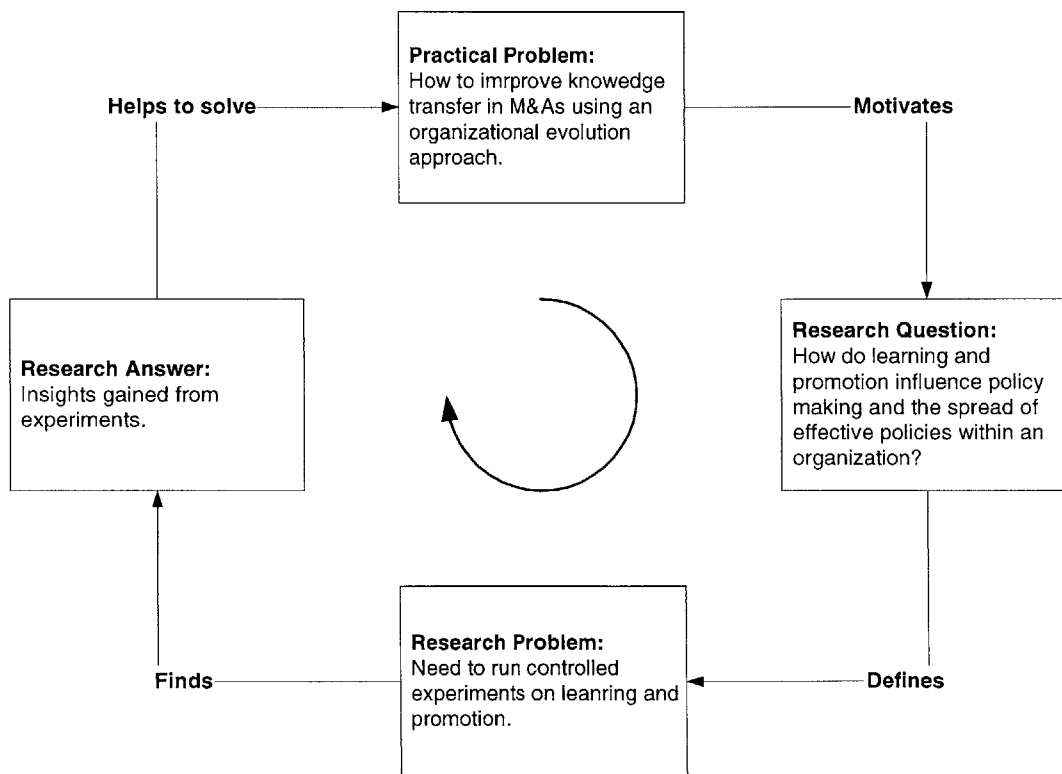 Practical Problem:
How to imrprove knowedge
transfer in M&As using an
organizational evolution
approach.
Helps to solve
Motivates
Research Question:
How do learning and
promotion influence policy
making and the spread of
effective policies within an
organization?
Research Answer:
Insights gained from
experiments.
Research Problem:
Need to run controlled
experiments on leanring and
promotion.
Finds
Defines